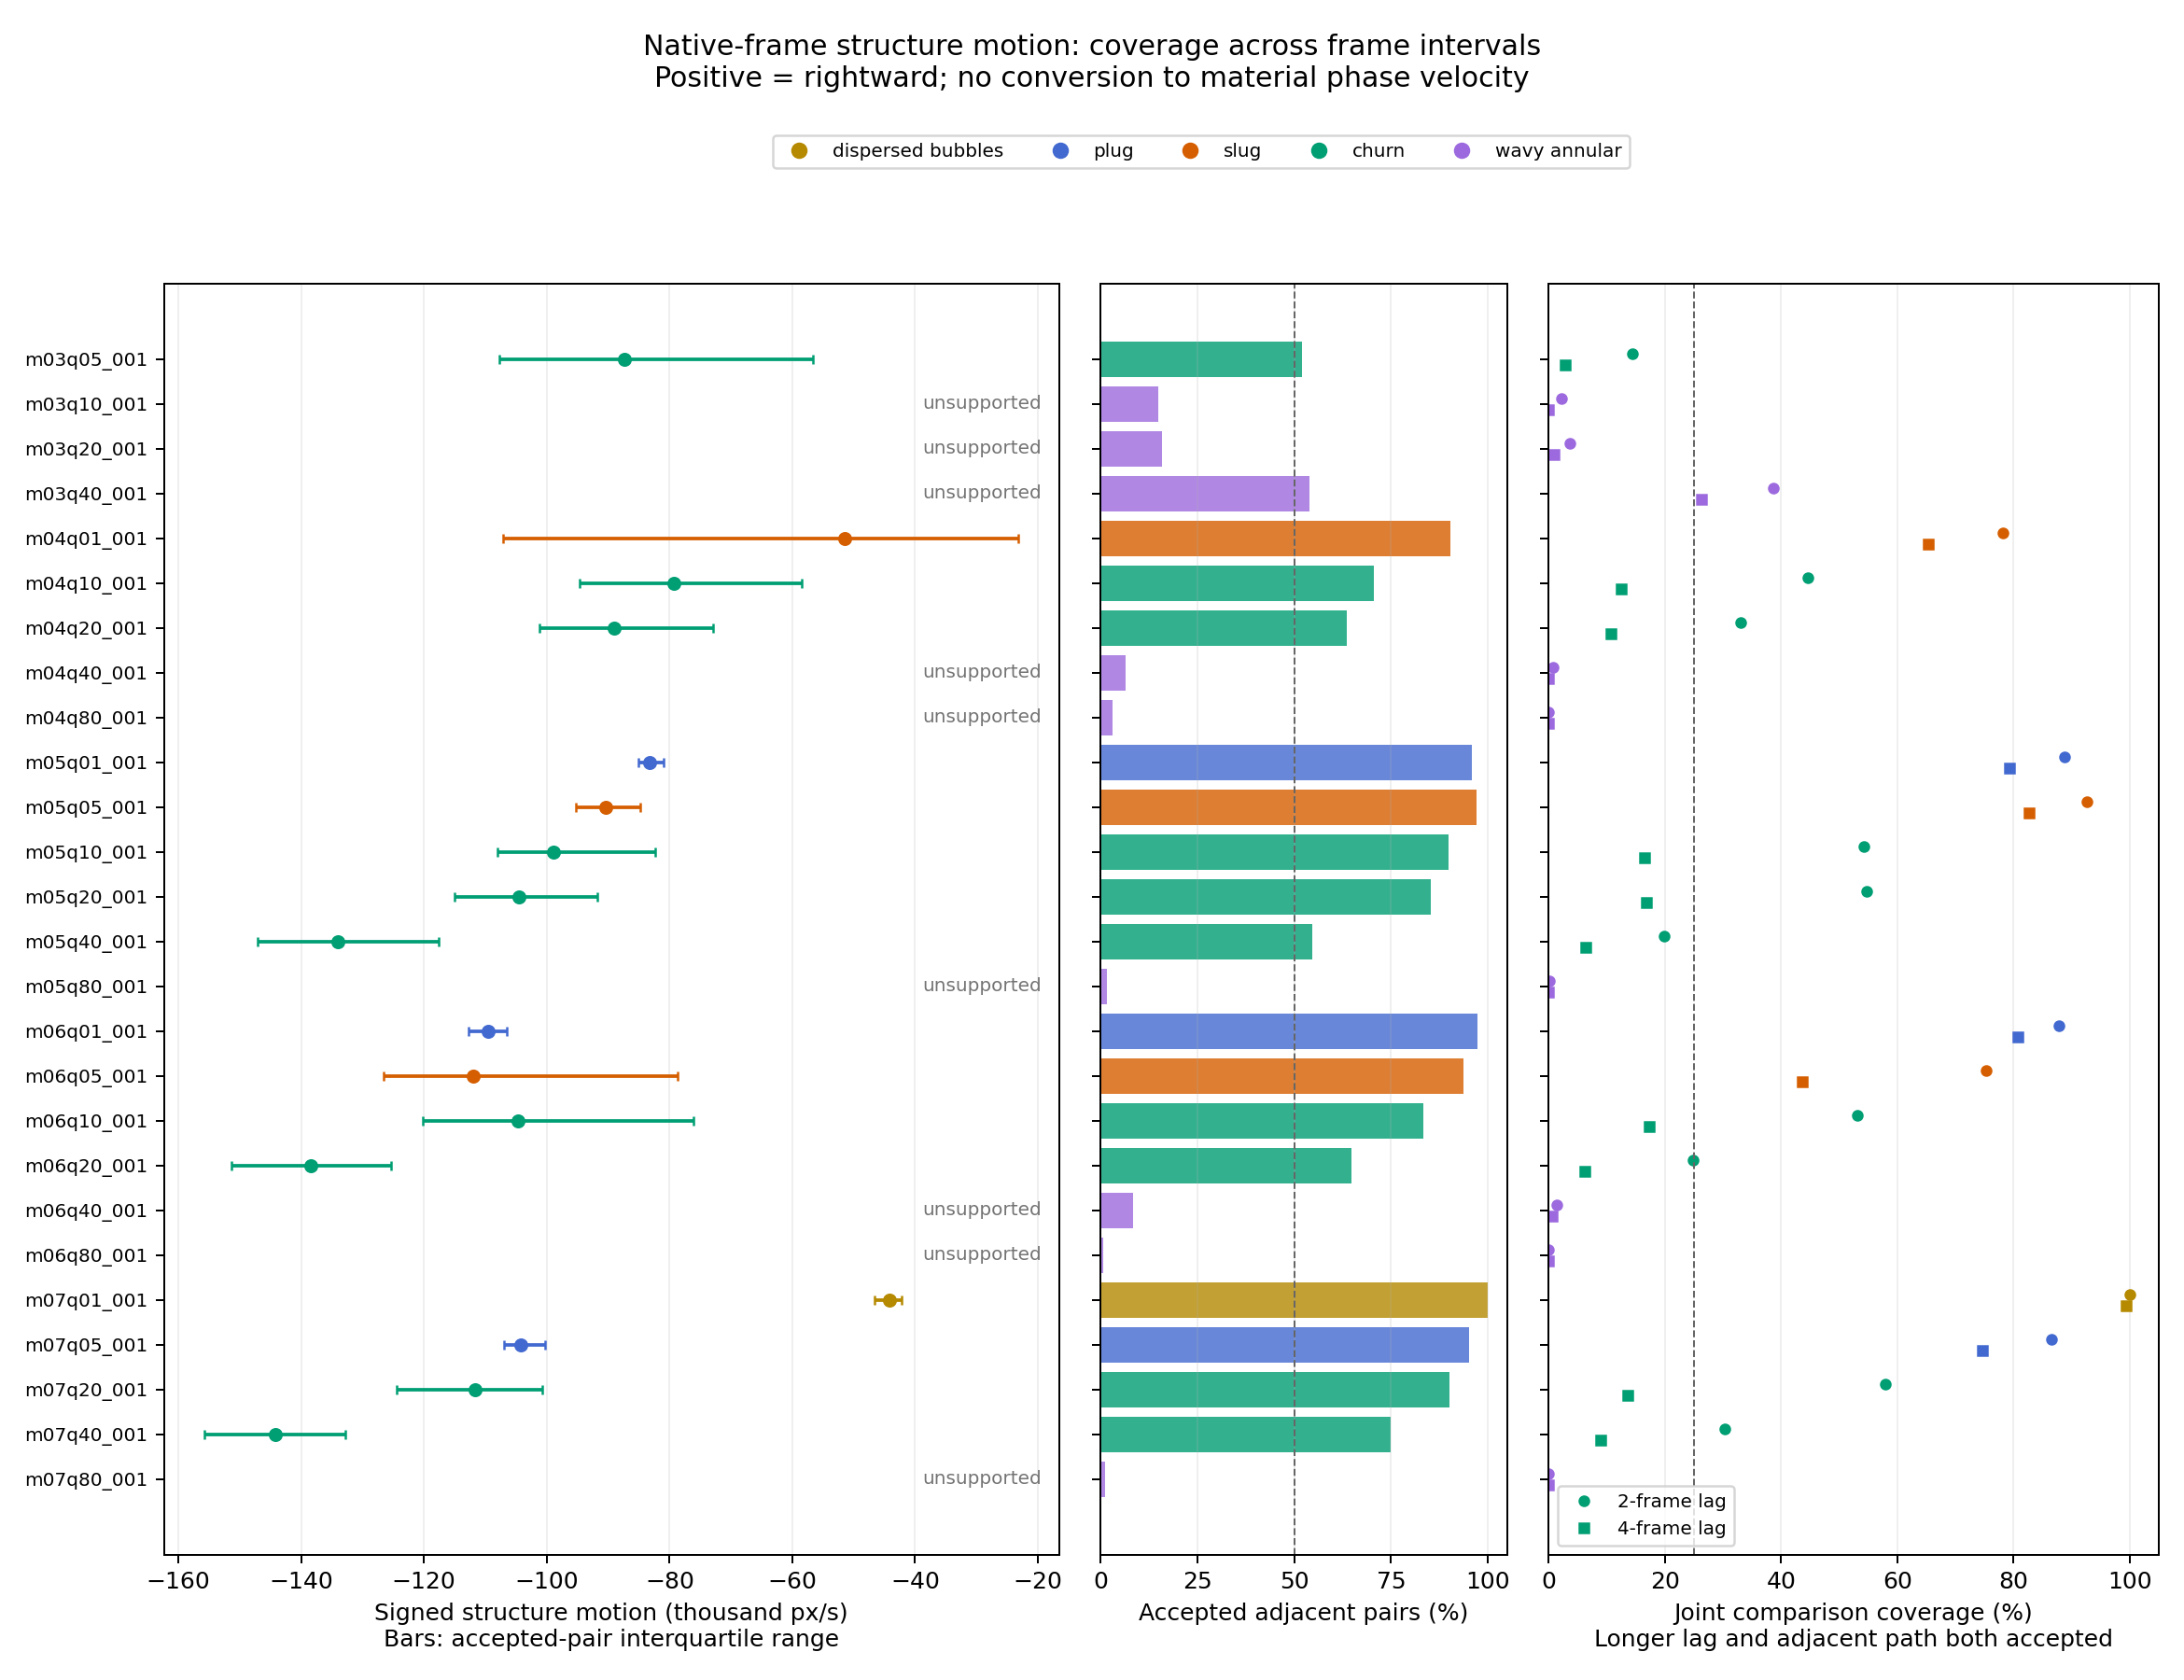 Native-frame structure motion: coverage across frame intervals
Positive = rightward; no conversion to material phase velocity
dispersed bubbles plug slug churn wavy annular
m03q05_001
m03q10_001 unsupported
m03q20_001 unsupported
m03q40_001 unsupported
m04q01_001
m04q10_001
m04q20_001
m04q40_001 unsupported
m04q80_001 unsupported
m05q01_001
m05q05_001
m05q10_001
m05q20_001
m05q40_001
m05q80_001 unsupported
m06q01_001
m06q05_001
m06q10_001
m06q20_001
m06q40_001 unsupported
m06q80_001 unsupported
m07q01_001
m07q05_001
m07q20_001
m07q40_001
m07q80_001 unsupported
2-frame lag
4-frame lag
−160 −140 −120 −100 −80 −60 −40 −20
Signed structure motion (thousand px/s)
Bars: accepted-pair interquartile range
0 25 50 75 100
Accepted adjacent pairs (%)
0 20 40 60 80 100
Joint comparison coverage (%)
Longer lag and adjacent path both accepted